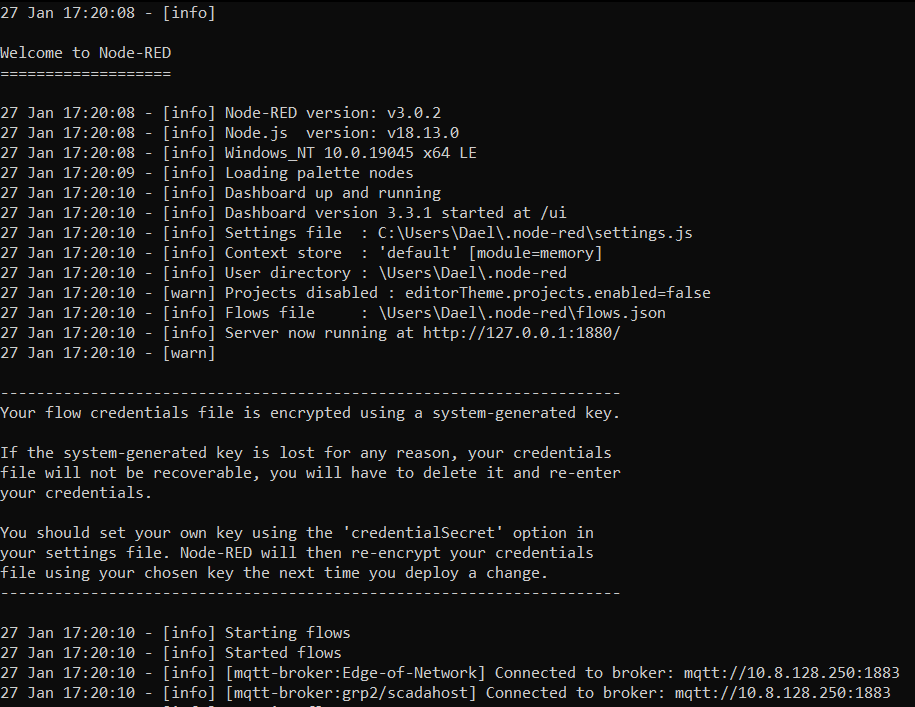 27 Jan 17:20:08 - [info]
Welcome to Node-RED
===================
27 Jan 17:20:08 - [info] Node-RED version: v3.0.2
27 Jan 17:20:08 - [info] Node.js  version: v18.13.0
27 Jan 17:20:08 - [info] Windows_NT 10.0.19045 x64 LE
27 Jan 17:20:09 - [info] Loading palette nodes
27 Jan 17:20:10 - [info] Dashboard up and running
27 Jan 17:20:10 - [info] Dashboard version 3.3.1 started at /ui
27 Jan 17:20:10 - [info] Settings file  : C:\Users\Dael\.node-red\settings.js
27 Jan 17:20:10 - [info] Context store  : 'default' [module=memory]
27 Jan 17:20:10 - [info] User directory : \Users\Dael\.node-red
27 Jan 17:20:10 - [warn] Projects disabled : editorTheme.projects.enabled=false
27 Jan 17:20:10 - [info] Flows file     : \Users\Dael\.node-red\flows.json
27 Jan 17:20:10 - [info] Server now running at http://127.0.0.1:1880/
27 Jan 17:20:10 - [warn]
---------------------------------------------------------------------
Your flow credentials file is encrypted using a system-generated key.
If the system-generated key is lost for any reason, your credentials
file will not be recoverable, you will have to delete it and re-enter
your credentials.
You should set your own key using the 'credentialSecret' option in
your settings file. Node-RED will then re-encrypt your credentials
file using your chosen key the next time you deploy a change.
---------------------------------------------------------------------
27 Jan 17:20:10 - [info] Starting flows
27 Jan 17:20:10 - [info] Started flows
27 Jan 17:20:10 - [info] [mqtt-broker:Edge-of-Network] Connected to broker: mqtt://10.8.128.250:1883
27 Jan 17:20:10 - [info] [mqtt-broker:grp2/scadahost] Connected to broker: mqtt://10.8.128.250:1883